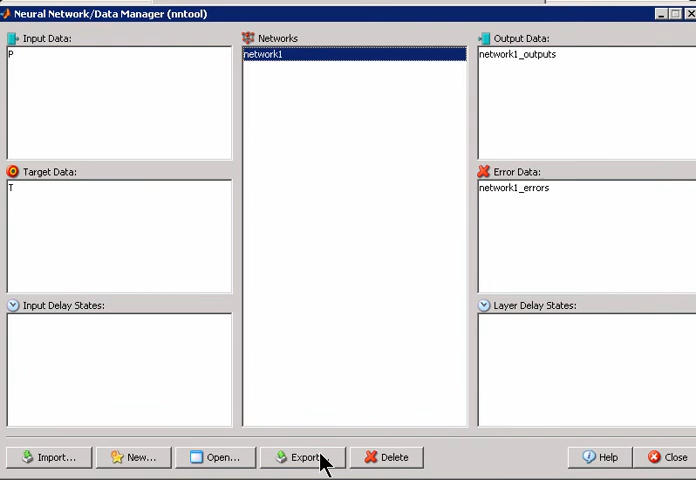 Neural Network/Data Manager (nntool)
Input Data:
P
Networks
network1
Output Data:
network1_outputs
Target Data:
T
Error Data:
network1_errors
Input Delay States:
Layer Delay States:
Import...
New...
Open...
Export...
Delete
Help
Close